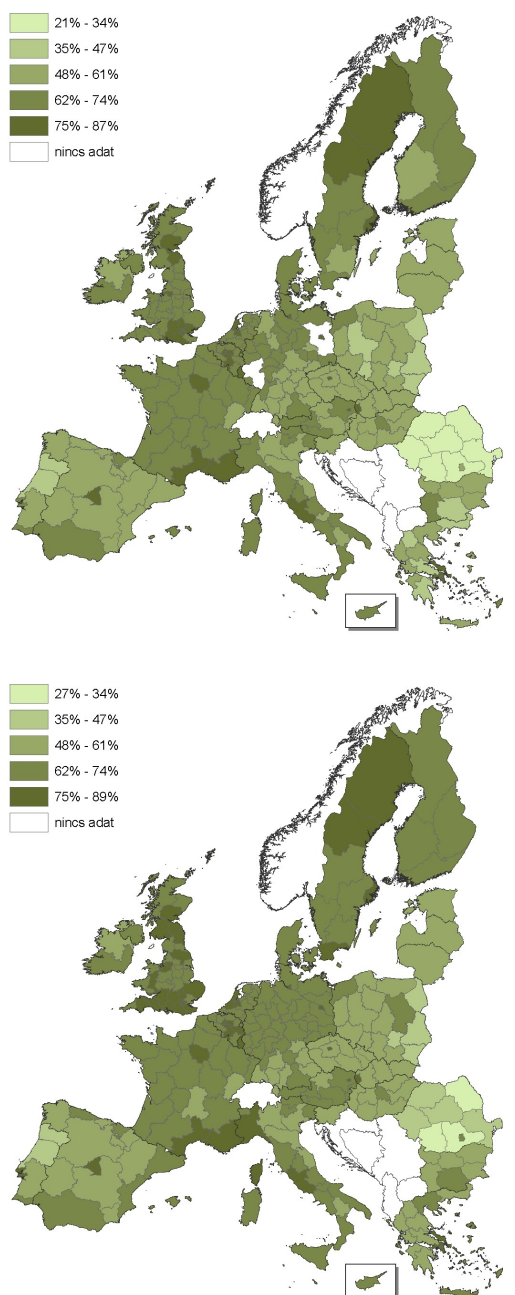 21% - 34%
35% - 47%
48% - 61%
62% - 74%
75% - 87%
nincs adat
27% - 34%
35% - 47%
48% - 61%
62% - 74%
75% - 89%
nincs adat